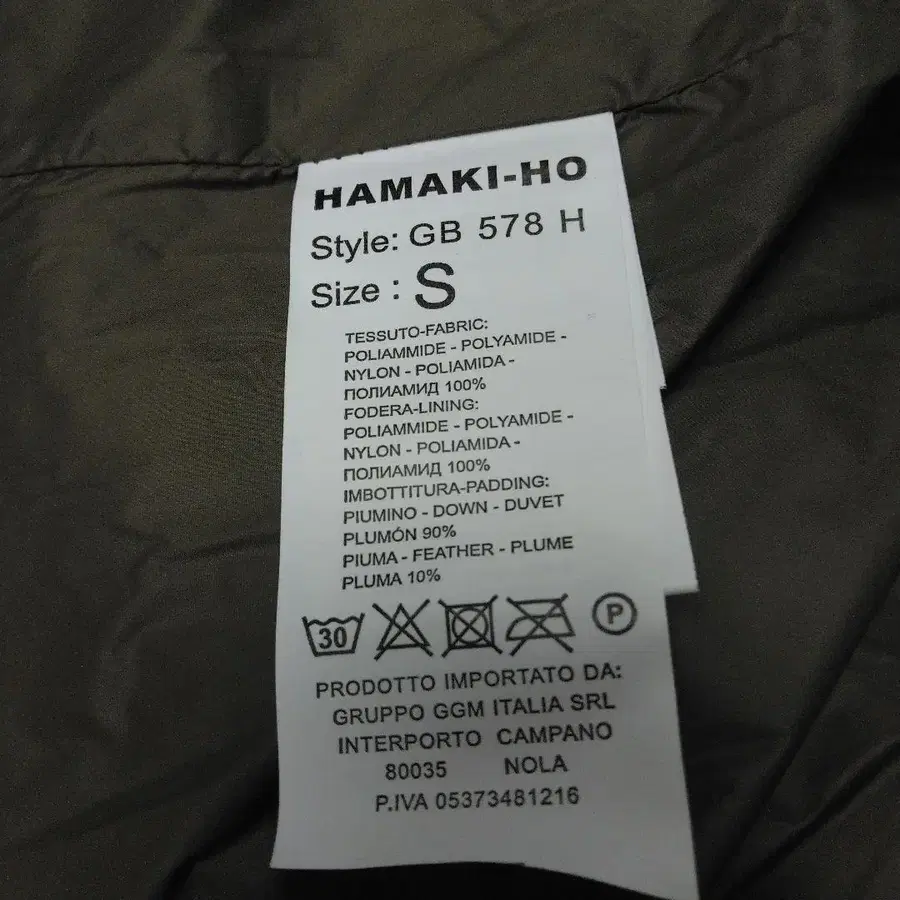 HAMAKI-HO
Style: GB 578 H
Size : S
TESSUTO-FABRIC:
POLIAMMIDE - POLYAMIDE -
NYLON - POLIAMIDA -
ПОЛИАМИД 100%
FODERA-LINING:
POLIAMMIDE - POLYAMIDE -
NYLON - POLIAMIDA -
ПОЛИАМИД 100%
IMBOTTITURA-PADDING:
PIUMINO - DOWN - DUVET
PLUMÓN 90%
PIUMA - FEATHER - PLUME
PLUMA 10%
30 P
PRODOTTO IMPORTATO DA:
GRUPPO GGM ITALIA SRL
INTERPORTO CAMPANO
80035 NOLA
P.IVA 05373481216